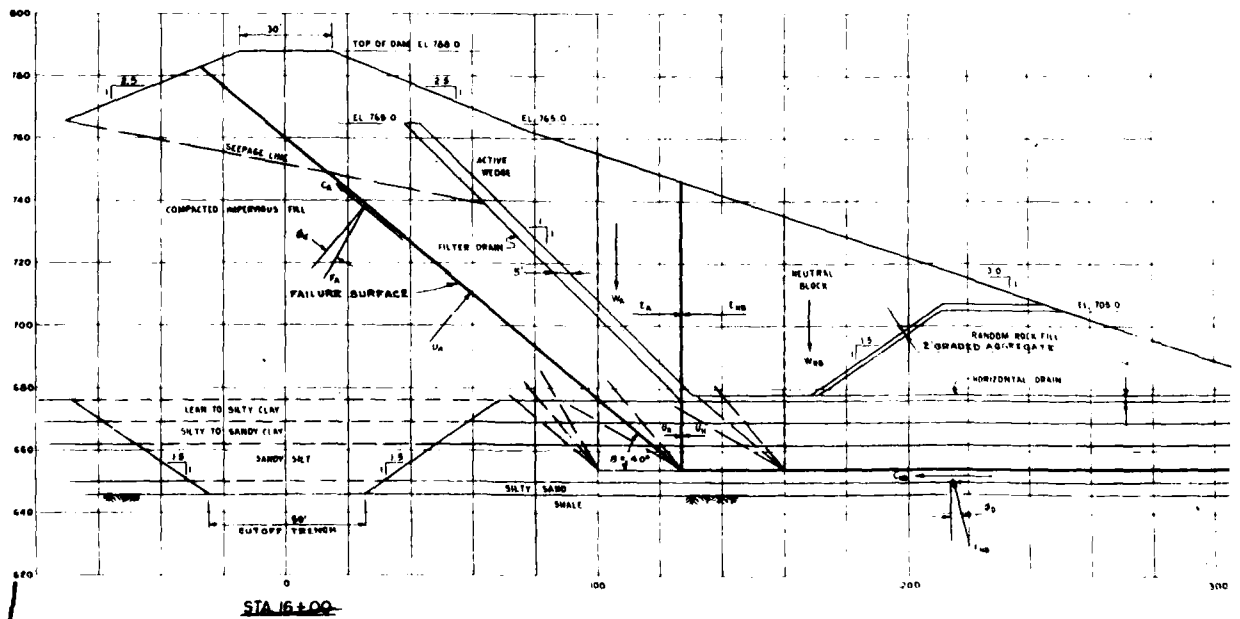 800
30'
TOP OF DAM EL 788.0
780
2.5
1
2.5
1
EL 765.0
EL 765.0
760
SEEPAGE LINE
ACTIVE
WEDGE
740
COMPACTED IMPERVIOUS FILL
FILTER DRAIN
1
1
720
5'
FAILURE SURFACE
NEUTRAL
BLOCK
3.0
1
700
EL 705.0
RANDOM ROCK FILL
2' GRADED AGGREGATE
1.5
1
HORIZONTAL DRAIN
680
LEAN TO SILTY CLAY
SILTY TO SANDY CLAY
660
SANDY SILT
1.5
1
1.5
1
SILTY SAND
SHALE
640
CUTOFF TRENCH
620
0
100
200
300
STA 16+00